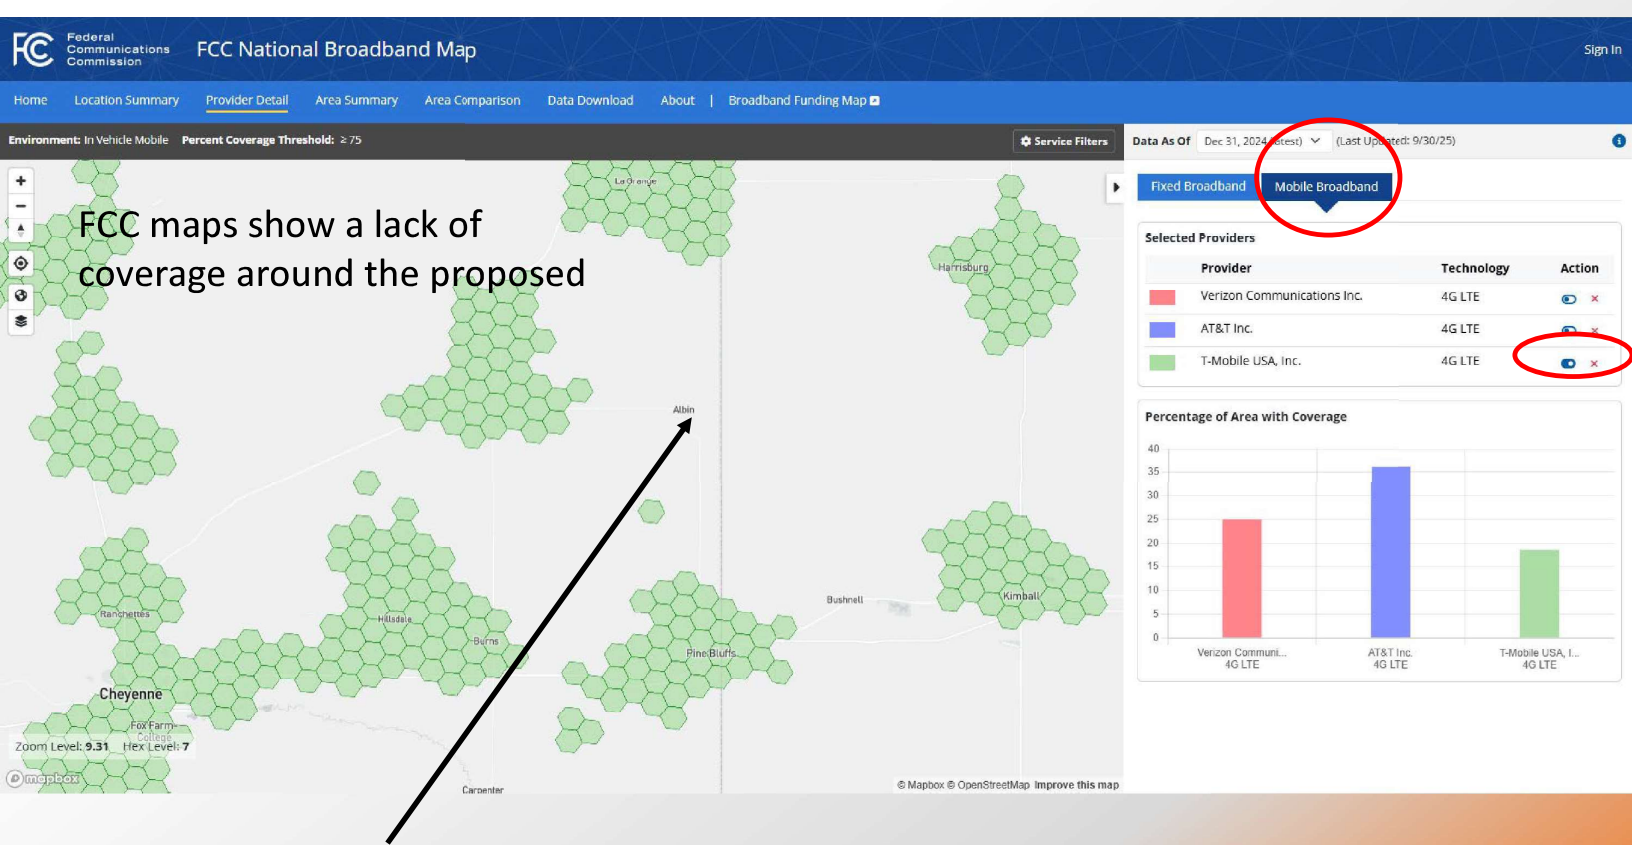 Federal
Communications
Commission
FCC National Broadband Map
Sign In
Home Location Summary Provider Detail Area Summary Area Comparison Data Download About | Broadband Funding Map
Environment: In Vehicle Mobile Percent Coverage Threshold: ≥ 75
Service Filters
Data As Of Dec 31, 2024 (latest) (Last Updated: 9/30/25)
Fixed Broadband Mobile Broadband
FCC maps show a lack of
coverage around the proposed
La Grange
Harrisburg
Albin
Ranchettes
Hillsdale
Burns
Pine Bluffs
Bushnell
Kimball
Cheyenne
Fox Farm-
College
Carpenter
Zoom Level: 9.31 Hex Level: 7
mapbox
© Mapbox © OpenStreetMap Improve this map
Selected Providers
Provider Technology Action
Verizon Communications Inc. 4G LTE
AT&T Inc. 4G LTE
T-Mobile USA, Inc. 4G LTE
Percentage of Area with Coverage
40
35
30
25
20
15
10
5
0
Verizon Communi... AT&T Inc. T-Mobile USA, I...
4G LTE 4G LTE 4G LTE